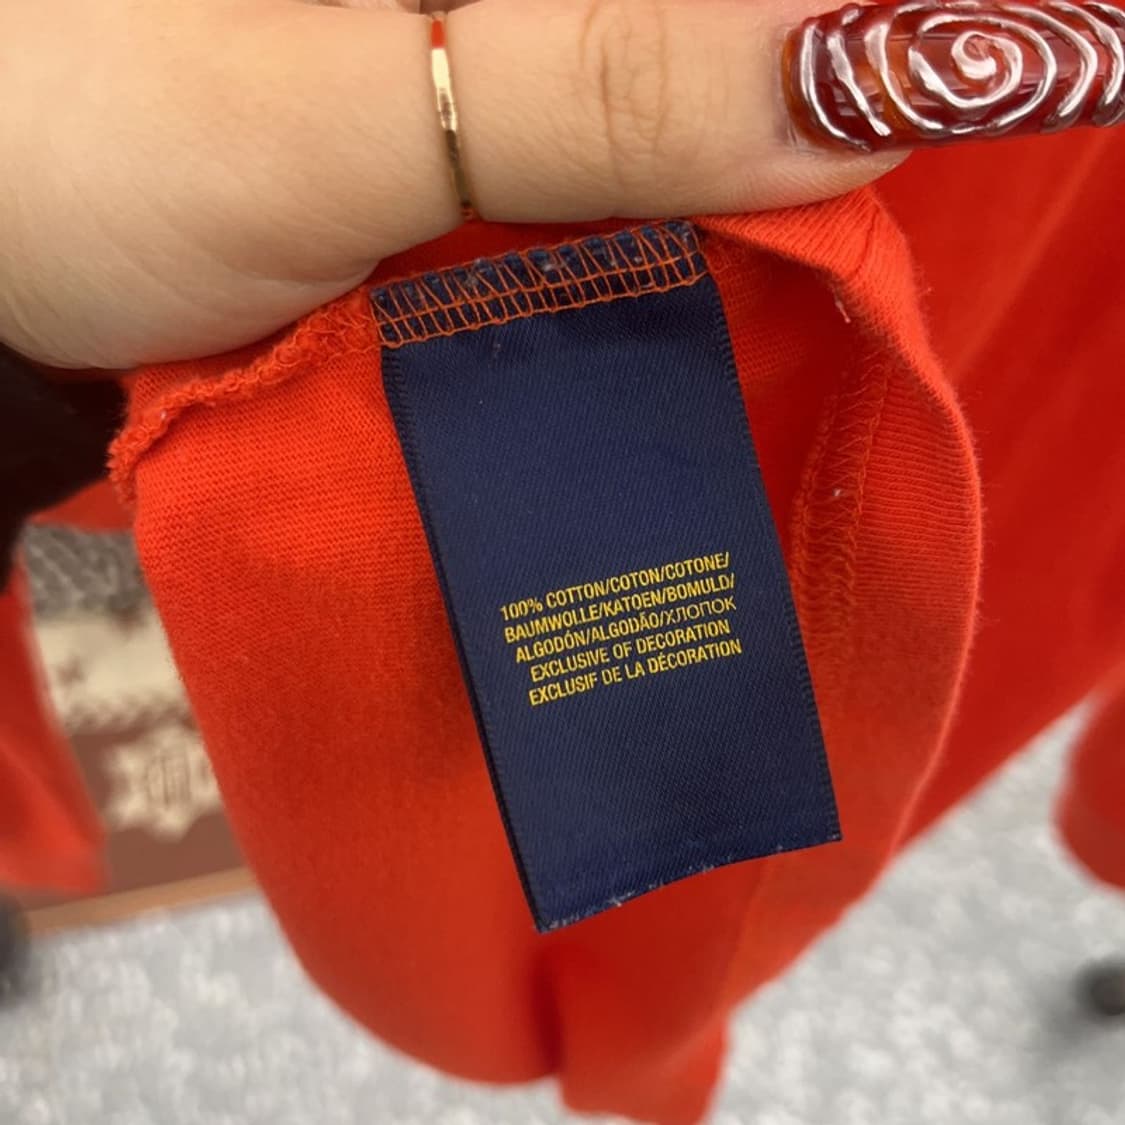 100% COTTON/COTON/COTONE/
BAUMWOLLE/KATOEN/BOMULD/
ALGODÓN/ALGODÃO/ХЛОПОК
EXCLUSIVE OF DECORATION
EXCLUSIF DE LA DÉCORATION